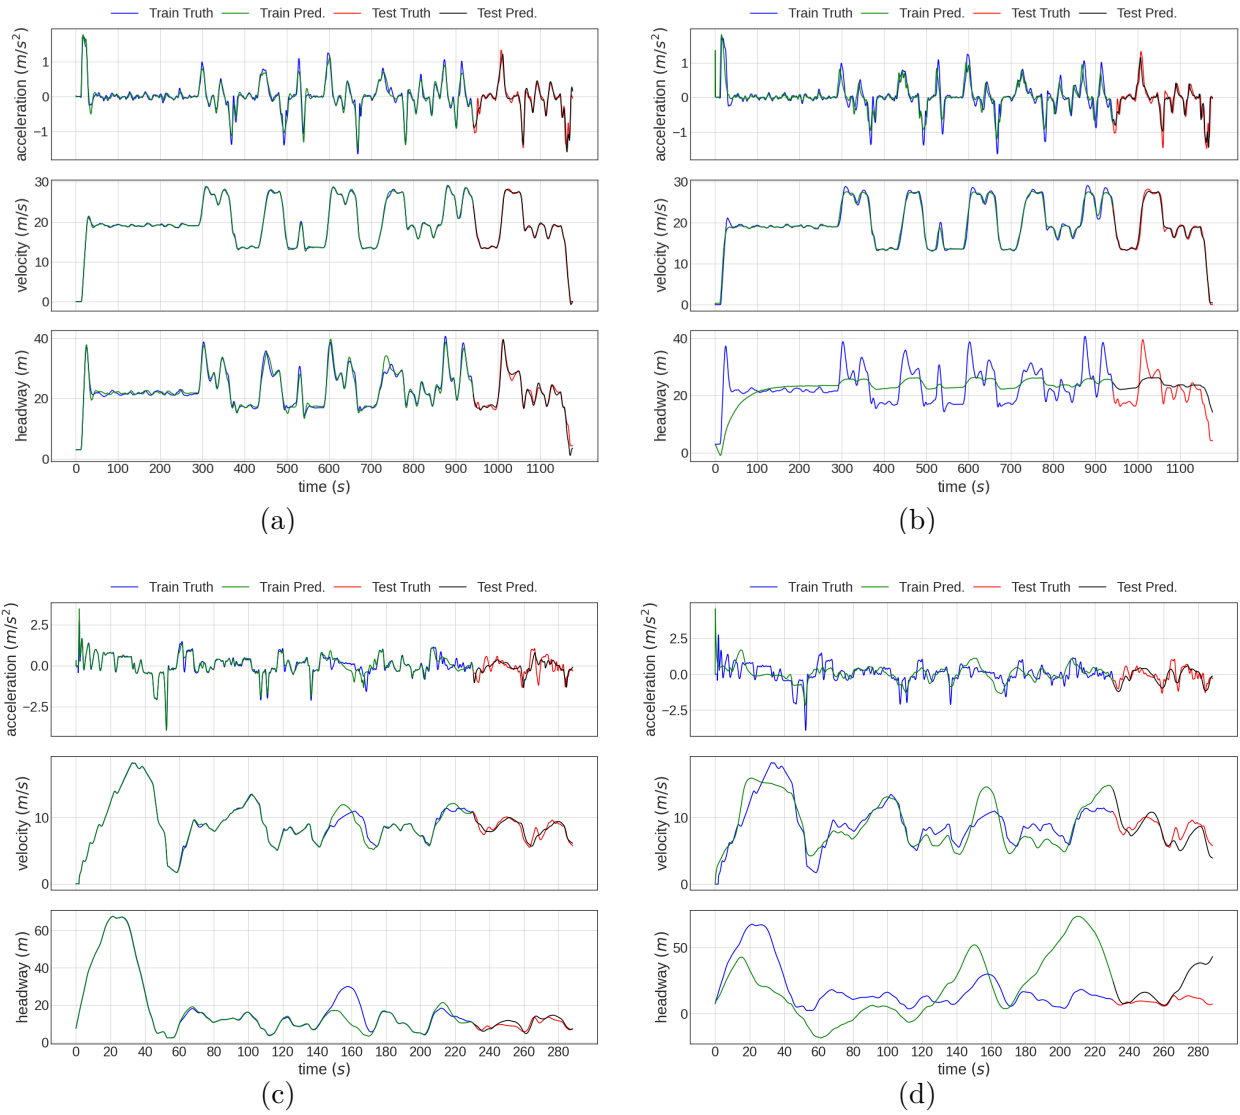 Train Truth Train Pred. Test Truth Test Pred.
acceleration (m/s²)
1
0
−1
velocity (m/s)
30
20
10
0
headway (m)
40
20
0
0 100 200 300 400 500 600 700 800 900 1000 1100
time (s)
(a)
Train Truth Train Pred. Test Truth Test Pred.
acceleration (m/s²)
1
0
−1
velocity (m/s)
30
20
10
0
headway (m)
40
20
0
0 100 200 300 400 500 600 700 800 900 1000 1100
time (s)
(b)
Train Truth Train Pred. Test Truth Test Pred.
acceleration (m/s²)
2.5
0.0
−2.5
velocity (m/s)
10
0
headway (m)
60
40
20
0
0 20 40 60 80 100 120 140 160 180 200 220 240 260 280
time (s)
(c)
Train Truth Train Pred. Test Truth Test Pred.
acceleration (m/s²)
2.5
0.0
−2.5
velocity (m/s)
10
0
headway (m)
50
0
0 20 40 60 80 100 120 140 160 180 200 220 240 260 280
time (s)
(d)